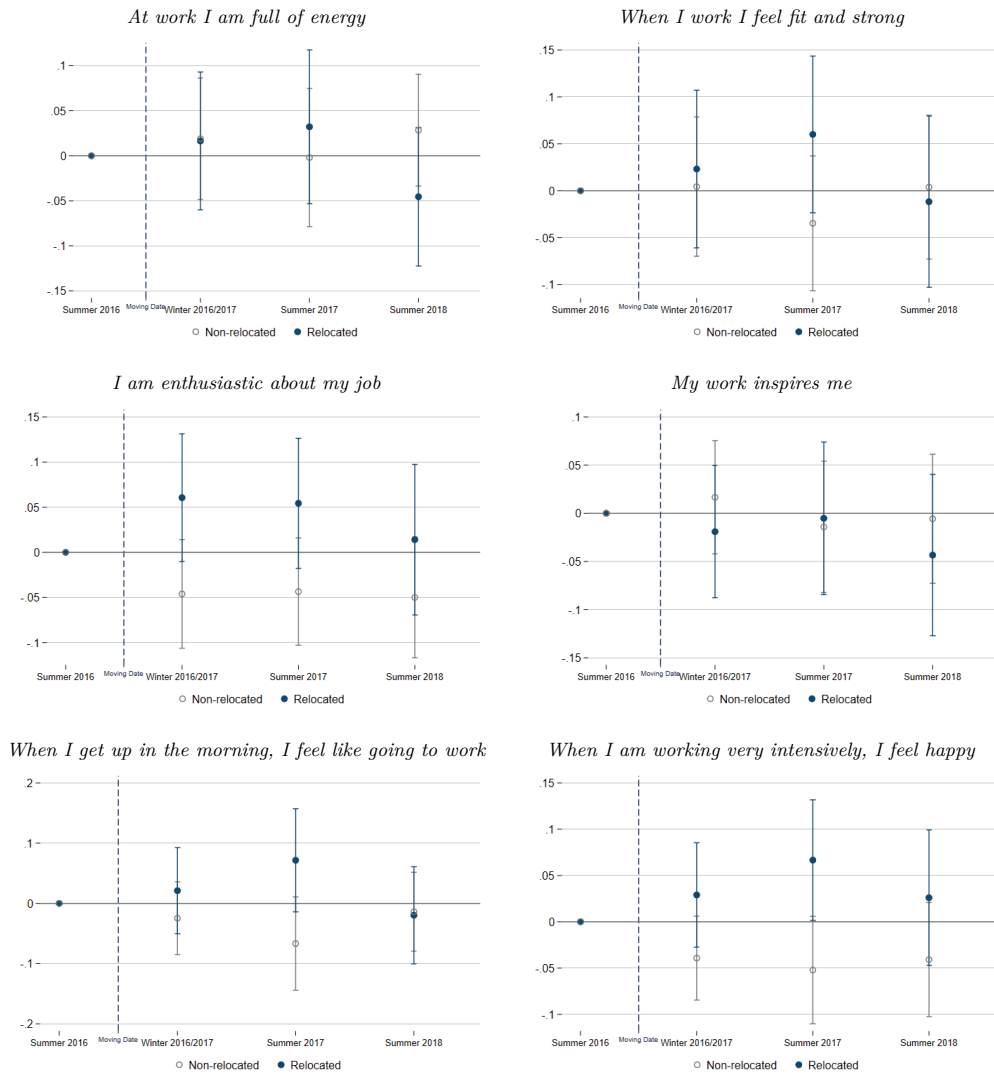 At work I am full of energy
.1
.05
0
-.05
-.1
-.15
Summer 2016
Moving Date
Winter 2016/2017
Summer 2017
Summer 2018
Non-relocated
Relocated
When I work I feel fit and strong
.15
.1
.05
0
-.05
-.1
Summer 2016
Moving Date
Winter 2016/2017
Summer 2017
Summer 2018
Non-relocated
Relocated
I am enthusiastic about my job
.15
.1
.05
0
-.05
-.1
Summer 2016
Moving Date
Winter 2016/2017
Summer 2017
Summer 2018
Non-relocated
Relocated
My work inspires me
.1
.05
0
-.05
-.1
-.15
Summer 2016
Moving Date
Winter 2016/2017
Summer 2017
Summer 2018
Non-relocated
Relocated
When I get up in the morning, I feel like going to work
.2
.1
0
-.1
-.2
Summer 2016
Moving Date
Winter 2016/2017
Summer 2017
Summer 2018
Non-relocated
Relocated
When I am working very intensively, I feel happy
.15
.1
.05
0
-.05
-.1
Summer 2016
Moving Date
Winter 2016/2017
Summer 2017
Summer 2018
Non-relocated
Relocated